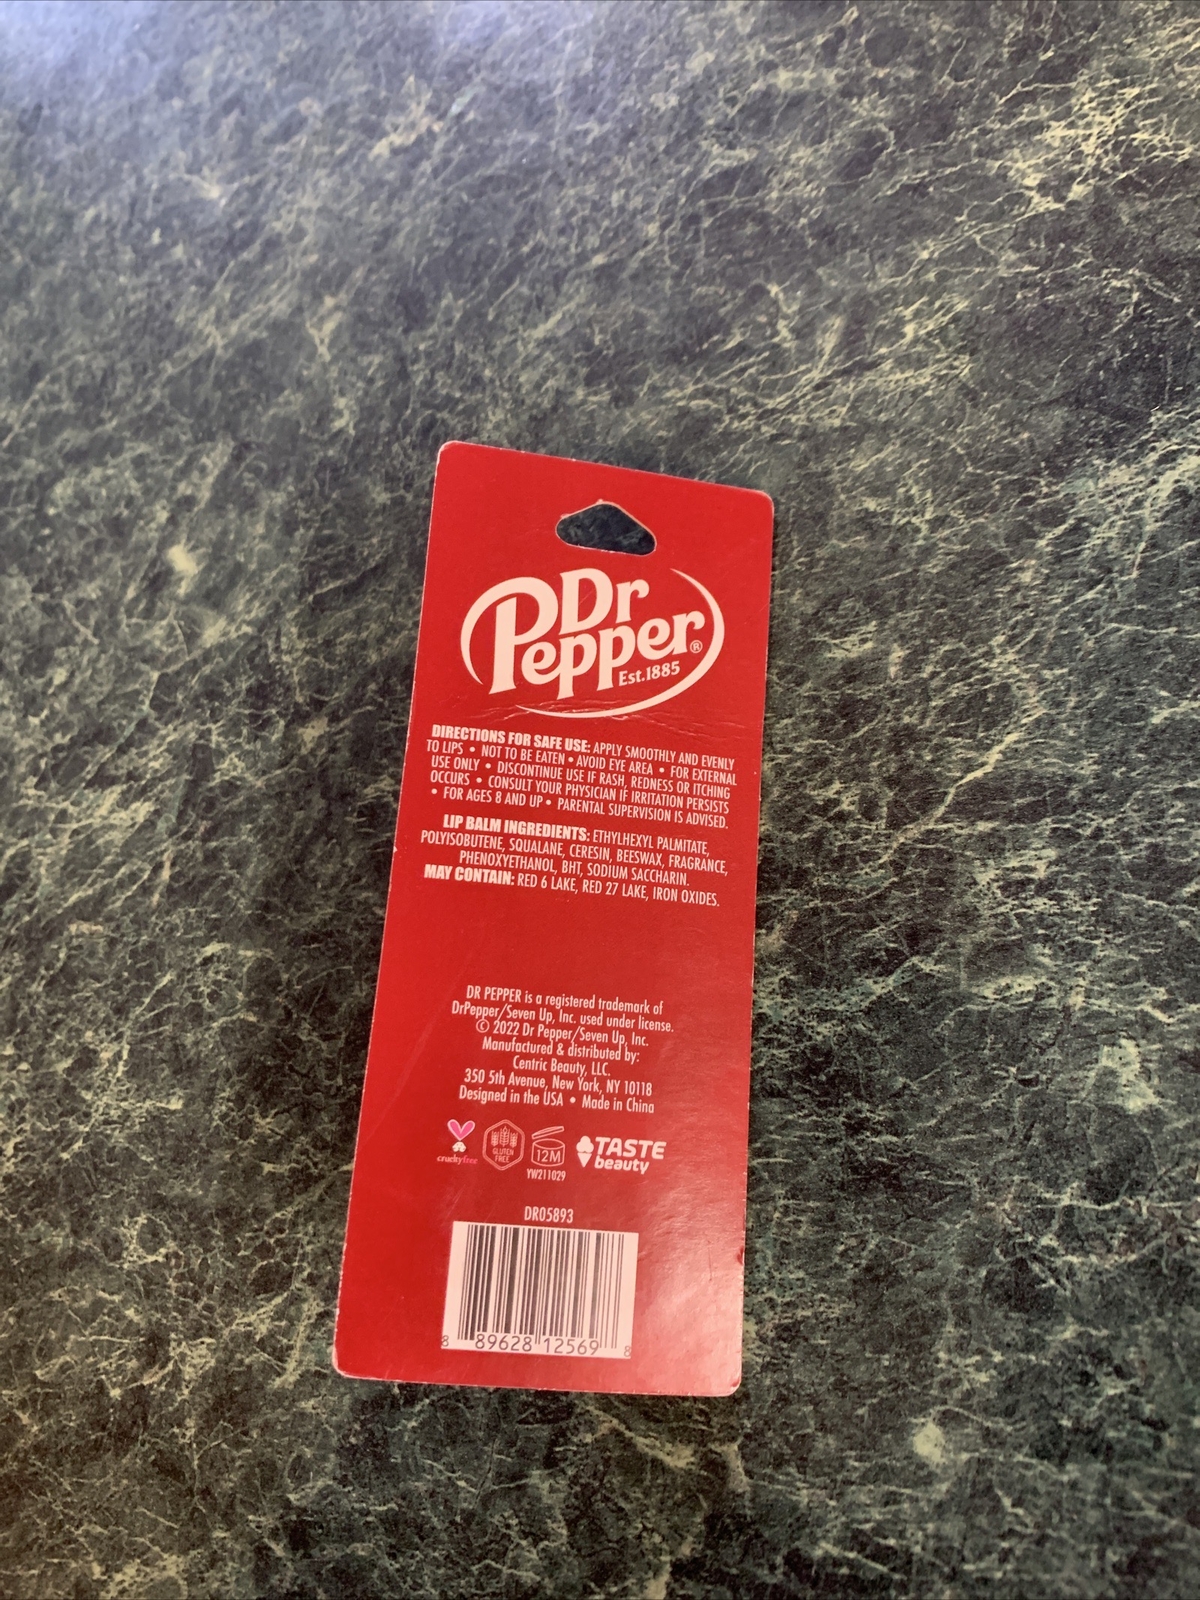 Dr
Pepper®
Est.1885
DIRECTIONS FOR SAFE USE: APPLY SMOOTHLY AND EVENLY
TO LIPS • NOT TO BE EATEN • AVOID EYE AREA • FOR EXTERNAL
USE ONLY • DISCONTINUE USE IF RASH, REDNESS OR ITCHING
OCCURS • CONSULT YOUR PHYSICIAN IF IRRITATION PERSISTS
• FOR AGES 8 AND UP • PARENTAL SUPERVISION IS ADVISED.
LIP BALM INGREDIENTS: ETHYLHEXYL PALMITATE,
POLYISOBUTENE, SQUALANE, CERESIN, BEESWAX, FRAGRANCE,
PHENOXYETHANOL, BHT, SODIUM SACCHARIN.
MAY CONTAIN: RED 6 LAKE, RED 27 LAKE, IRON OXIDES.
DR PEPPER is a registered trademark of
DrPepper/Seven Up, Inc. used under license.
© 2022 Dr Pepper/Seven Up, Inc.
Manufactured & distributed by:
Centric Beauty, LLC.
350 5th Avenue, New York, NY 10118
Designed in the USA • Made in China
crueltyfree
GLUTEN
FREE
12M
TASTE
beauty
YW211029
DR05893
8 89628 12569 8